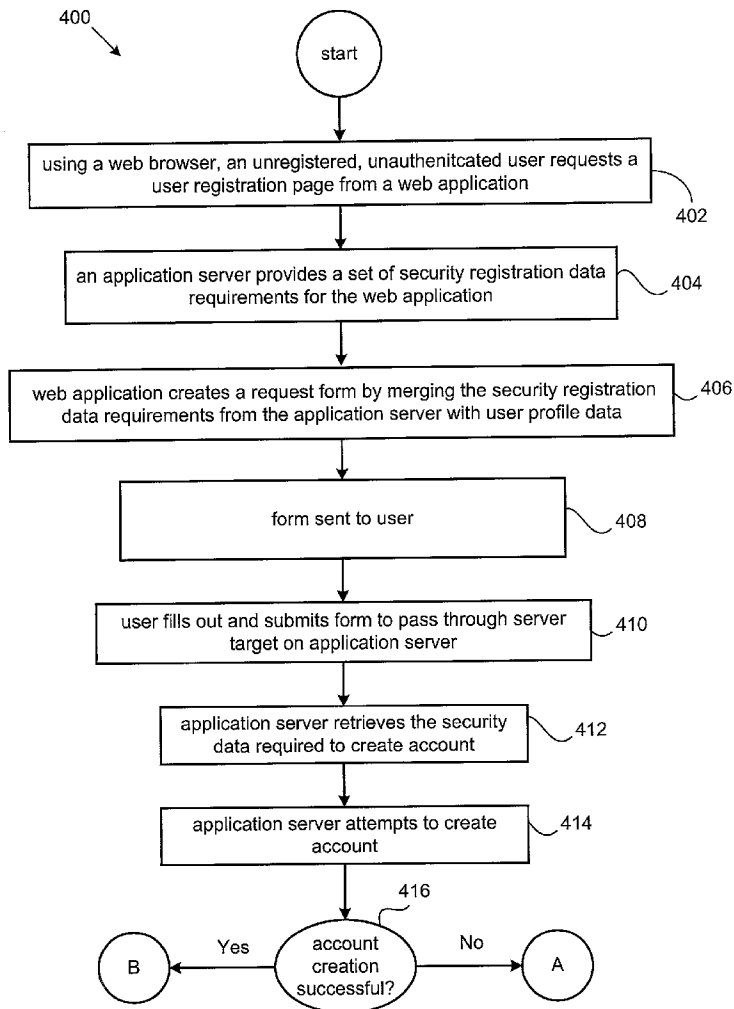 400
start
using a web browser, an unregistered, unauthenitcated user requests a
user registration page from a web application
402
an application server provides a set of security registration data
requirements for the web application
404
web application creates a request form by merging the security registration
data requirements from the application server with user profile data
406
form sent to user
408
user fills out and submits form to pass through server
target on application server
410
application server retrieves the security
data required to create account
412
application server attempts to create
account
414
416
account
creation
successful?
Yes
No
B
A